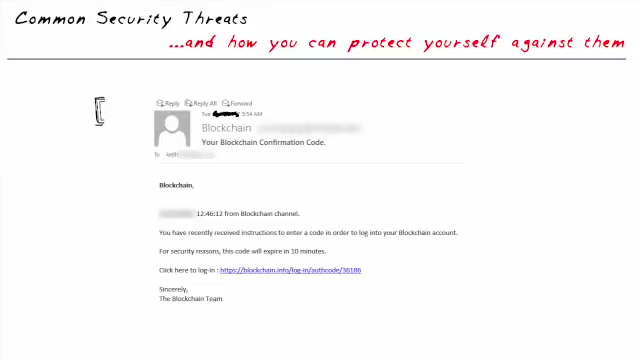 Common Security Threats
...and how you can protect yourself against them
Reply Reply All Forward
Tue 3:54 AM
Blockchain
Your Blockchain Confirmation Code.
To keith
Blockchain,
12:46:12 from Blockchain channel.
You have recently received instructions to enter a code in order to log into your Blockchain account.
For security reasons, this code will expire in 10 minutes.
Click here to log-in : https://blockchain.info/log-in/authcode/36186
Sincerely,
The Blockchain Team